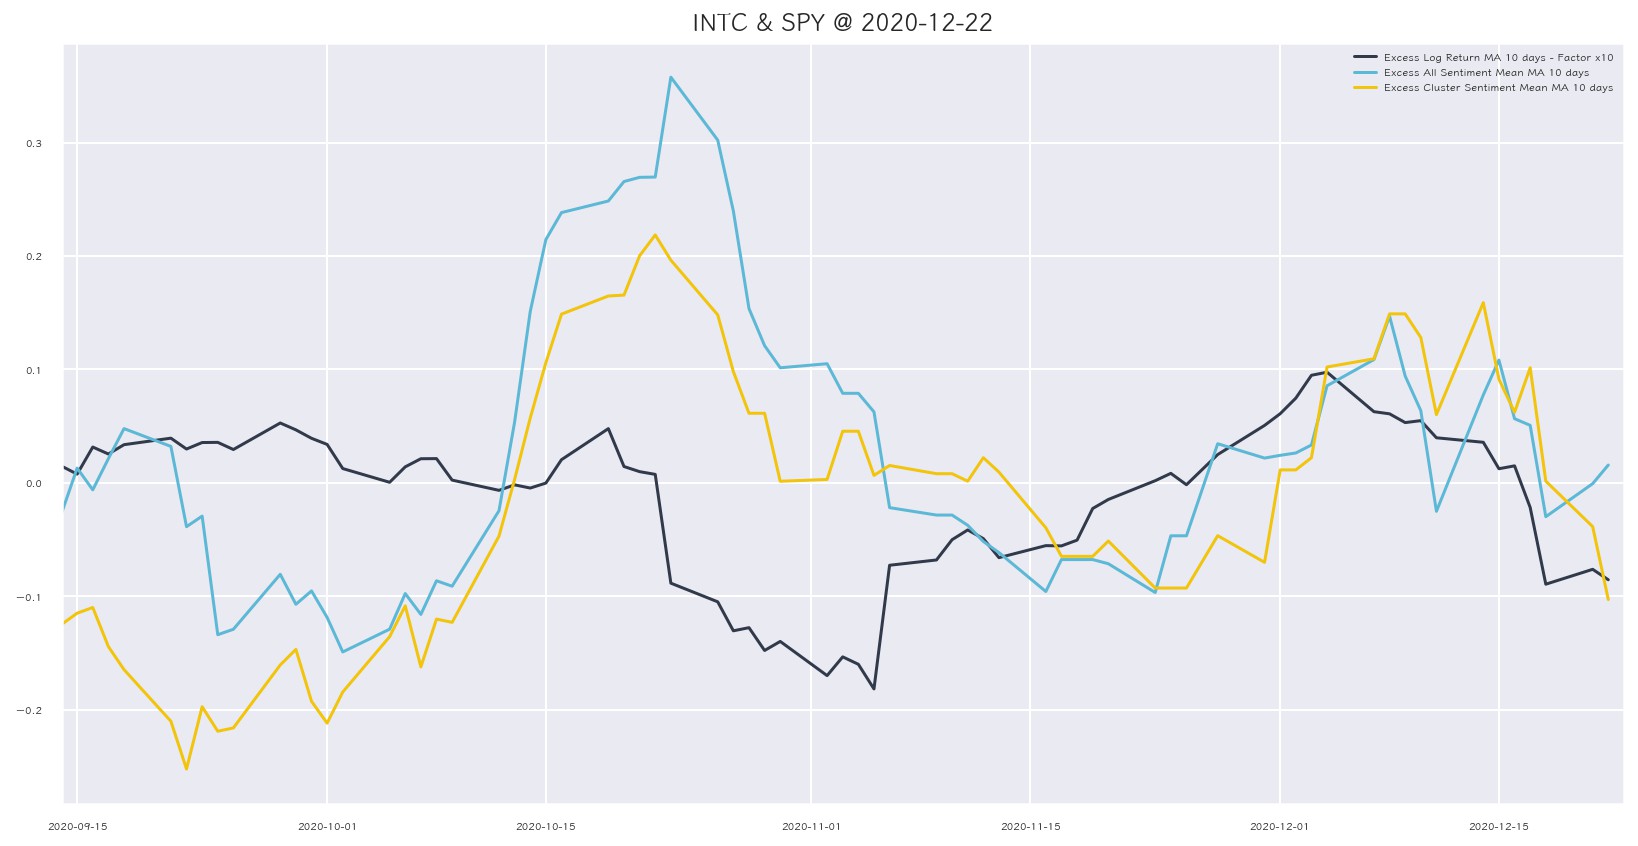 INTC & SPY @ 2020-12-22
Excess Log Return MA 10 days - Factor x10
Excess All Sentiment Mean MA 10 days
Excess Cluster Sentiment Mean MA 10 days
0.3
0.2
0.1
0.0
−0.1
−0.2
2020-09-15 2020-10-01 2020-10-15 2020-11-01 2020-11-15 2020-12-01 2020-12-15